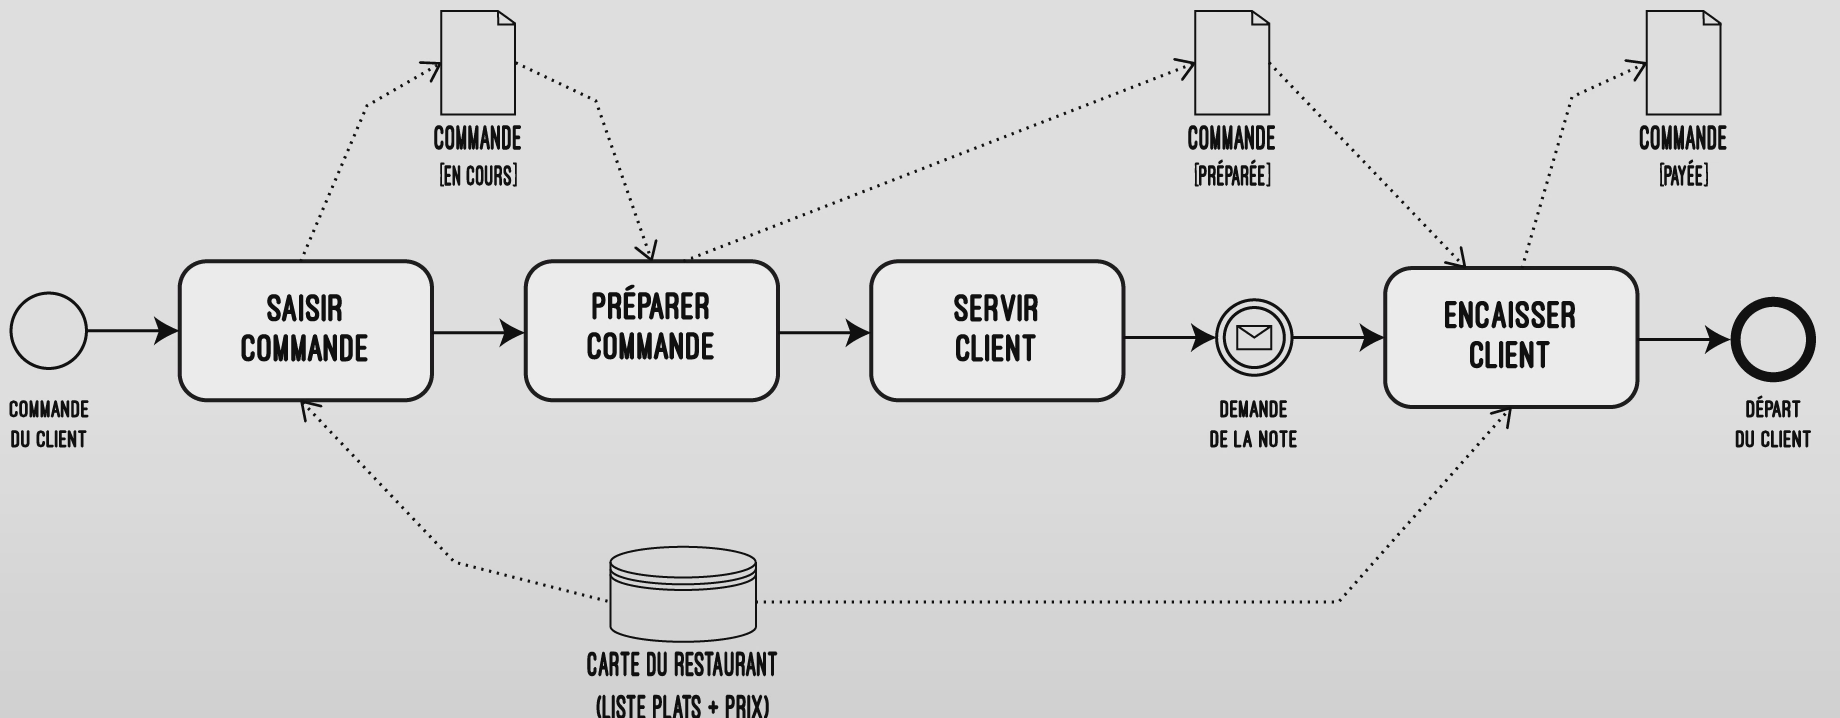 COMMANDE
[EN COURS]
COMMANDE
[PRÉPARÉE]
COMMANDE
[PAYÉE]
COMMANDE
DU CLIENT
SAISIR
COMMANDE
PRÉPARER
COMMANDE
SERVIR
CLIENT
DEMANDE
DE LA NOTE
ENCAISSER
CLIENT
DÉPART
DU CLIENT
CARTE DU RESTAURANT
(LISTE PLATS + PRIX)